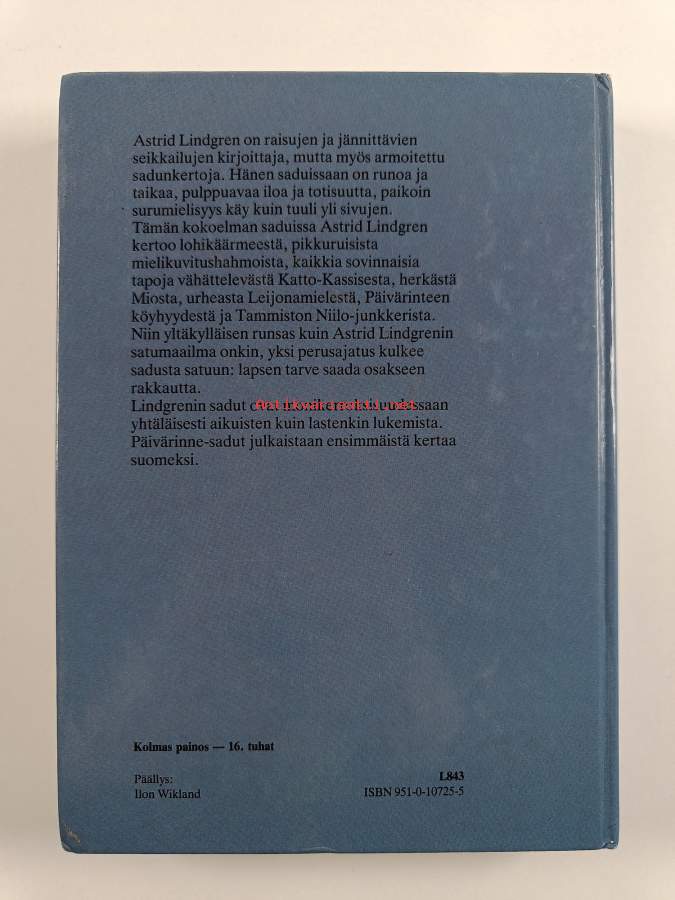 Astrid Lindgren on raisujen ja jännittävien
seikkailujen kirjoittaja, mutta myös armoitettu
sadunkertoja. Hänen saduissaan on runoa ja
taikaa, pulppuavaa iloa ja totisuutta, paikoin
surumielisyys käy kuin tuuli yli sivujen.
Tämän kokoelman saduissa Astrid Lindgren
kertoo lohikäärmeestä, pikkuruisista
mielikuvitushahmoista, kaikkia sovinnaisia
tapoja vähättelevästä Katto-Kassisesta, herkästä
Miosta, urheasta Leijonamielestä, Päivärinteen
köyhyydestä ja Tammiston Niilo-junkkerista.
Niin yltäkylläisen runsas kuin Astrid Lindgrenin
satumaailma onkin, yksi perusajatus kulkee
sadusta satuun: lapsen tarve saada osakseen
rakkautta.
Lindgrenin sadut ovat
yhtäläisesti aikuisten kuin lastenkin lukemista.
Päivärinne-sadut julkaistaan ensimmäistä kertaa
suomeksi.
Kolmas painos — 16. tuhat
Päällys:
Ilon Wikland
L843
ISBN 951-0-10725-5